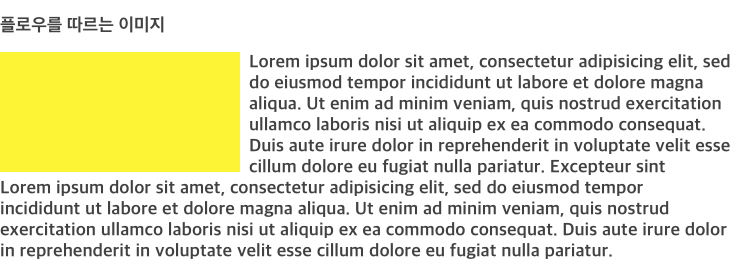 플로우를 따르는 이미지
Lorem ipsum dolor sit amet, consectetur adipisicing elit, sed
do eiusmod tempor incididunt ut labore et dolore magna
aliqua. Ut enim ad minim veniam, quis nostrud exercitation
ullamco laboris nisi ut aliquip ex ea commodo consequat.
Duis aute irure dolor in reprehenderit in voluptate velit esse
cillum dolore eu fugiat nulla pariatur. Excepteur sint
Lorem ipsum dolor sit amet, consectetur adipisicing elit, sed do eiusmod tempor
incididunt ut labore et dolore magna aliqua. Ut enim ad minim veniam, quis nostrud
exercitation ullamco laboris nisi ut aliquip ex ea commodo consequat. Duis aute irure dolor
in reprehenderit in voluptate velit esse cillum dolore eu fugiat nulla pariatur.